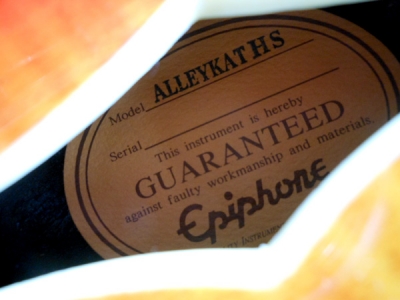 Model ALLEYKAT HS
Serial
This instrument is hereby
GUARANTEED
against faulty workmanship and materials.
Epiphone